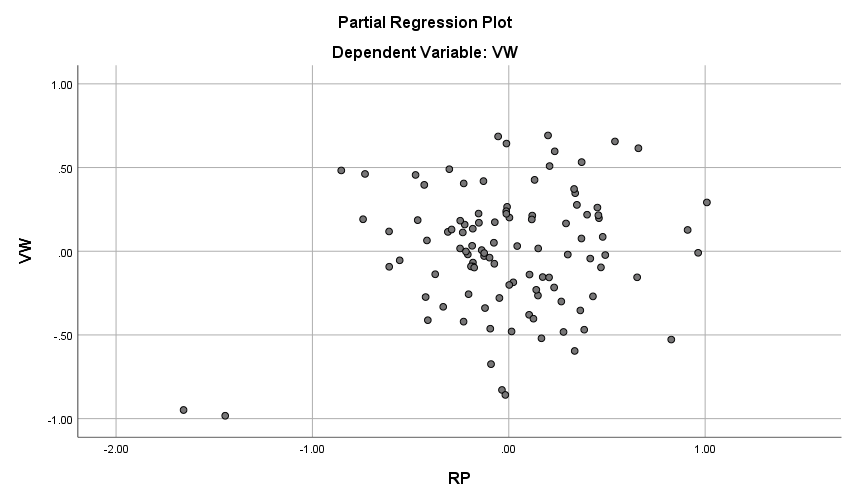 Partial Regression Plot
Dependent Variable: VW
1.00
.50
VW
.00
-.50
-1.00
-2.00 -1.00 .00 1.00
RP